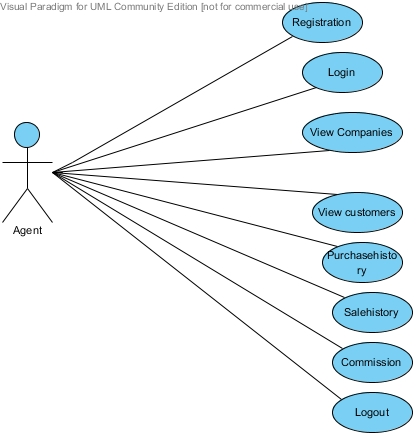 Visual Paradigm for UML Community Edition [not for commercial use]
Registration
Login
View Companies
View customers
Agent
Purchasehisto
ry
Salehistory
Commission
Logout